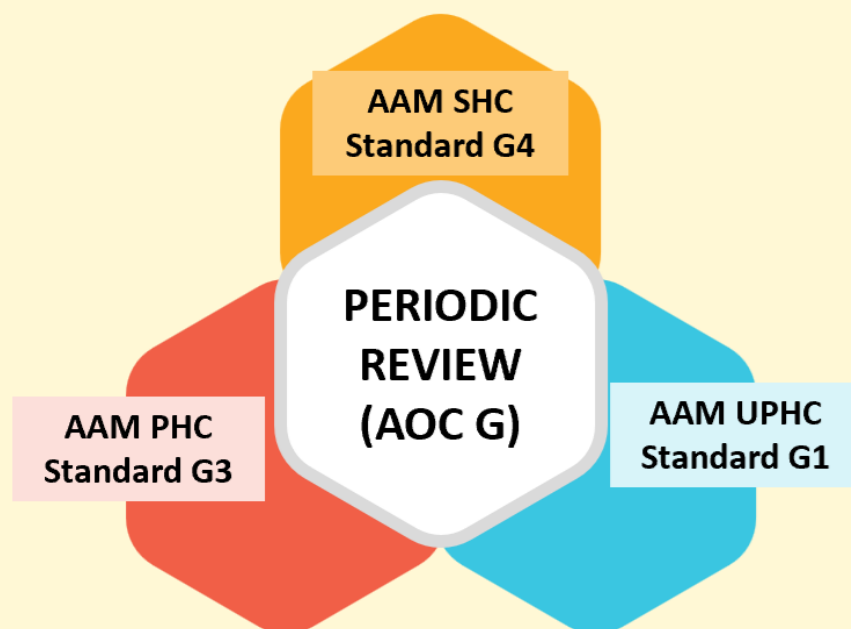 AAM SHC
Standard G4
PERIODIC
REVIEW
(AOC G)
AAM PHC
Standard G3
AAM UPHC
Standard G1